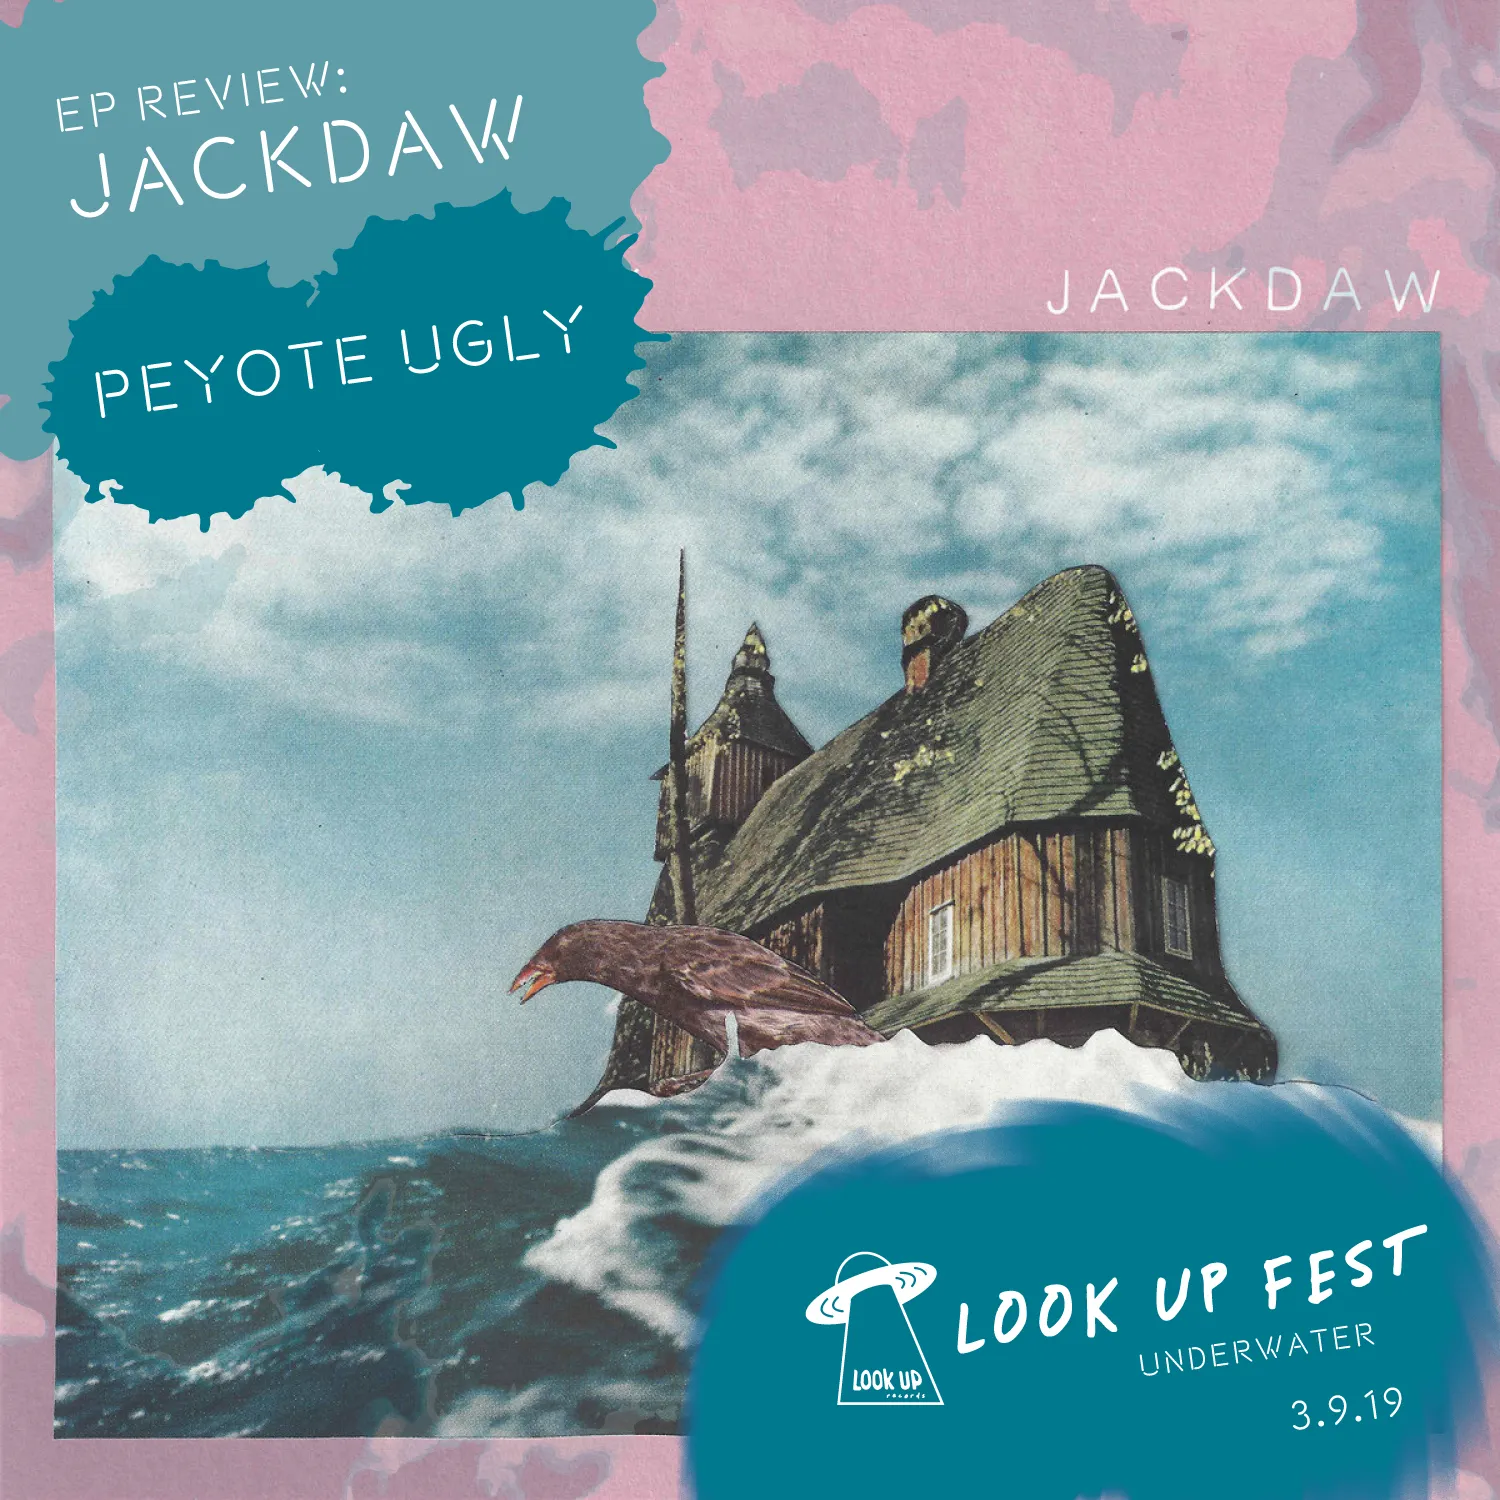 EP REVIEW:
JACKDAW
PEYOTE UGLY
JACKDAW
LOOK UP FEST
UNDERWATER
LOOK UP
records
3.9.19